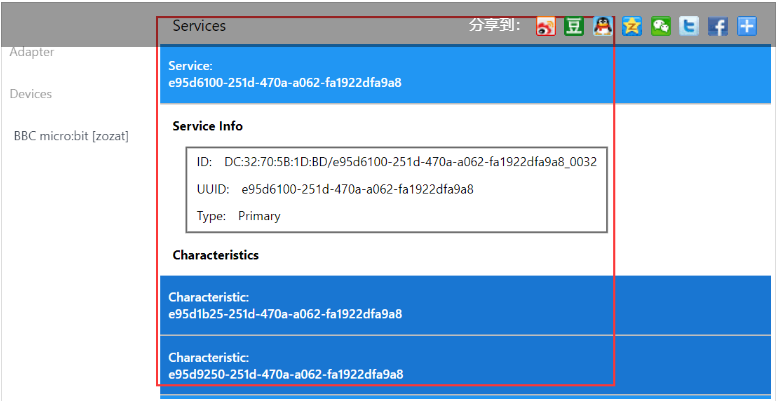 Services
分享到：
Adapter
Devices
BBC micro:bit [zozat]
Service:
e95d6100-251d-470a-a062-fa1922dfa9a8
Service Info
ID: DC:32:70:5B:1D:BD/e95d6100-251d-470a-a062-fa1922dfa9a8_0032
UUID: e95d6100-251d-470a-a062-fa1922dfa9a8
Type: Primary
Characteristics
Characteristic:
e95d1b25-251d-470a-a062-fa1922dfa9a8
Characteristic:
e95d9250-251d-470a-a062-fa1922dfa9a8